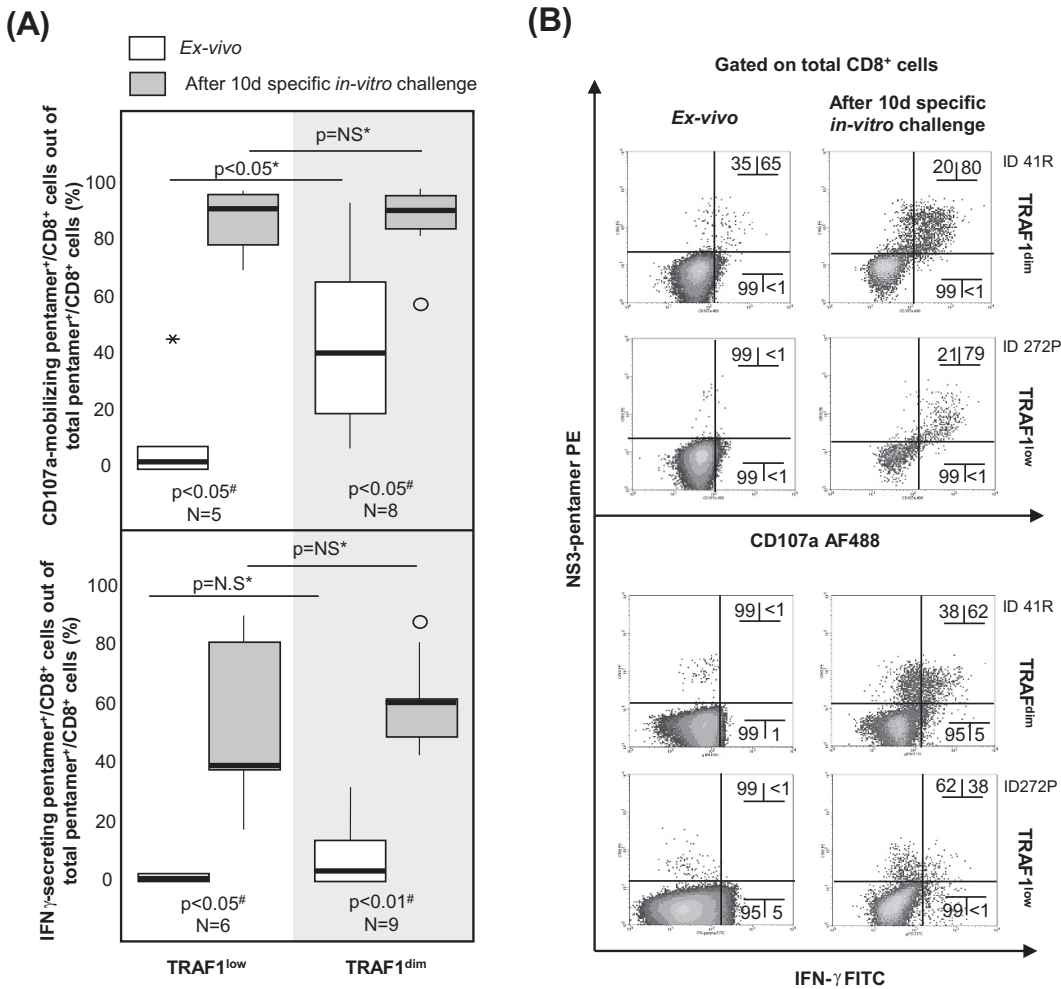 (A)
Ex-vivo
After 10d specific in-vitro challenge
CD107a-mobilizing pentamer⁺/CD8⁺ cells out of
total pentamer⁺/CD8⁺ cells (%)
p=NS*
p<0.05*
100
80
60
40
20
0
*
p<0.05#
N=5
p<0.05#
N=8
IFNγ-secreting pentamer⁺/CD8⁺ cells out of
total pentamer⁺/CD8⁺ cells (%)
p=NS*
p=N.S*
100
80
60
40
20
0
p<0.05#
N=6
p<0.01#
N=9
TRAF1low
TRAF1dim
(B)
Gated on total CD8⁺ cells
Ex-vivo
After 10d specific
in-vitro challenge
NS3-pentamer PE
35|65
99|<1
20|80
99|<1
ID 41R
TRAF1dim
99|<1
99|<1
21|79
99|<1
ID 272P
TRAF1low
CD107a AF488
99|<1
99|1
38|62
95|5
ID 41R
TRAFdim
99|<1
95|5
62|38
99|<1
ID272P
TRAF1low
IFN-γ FITC